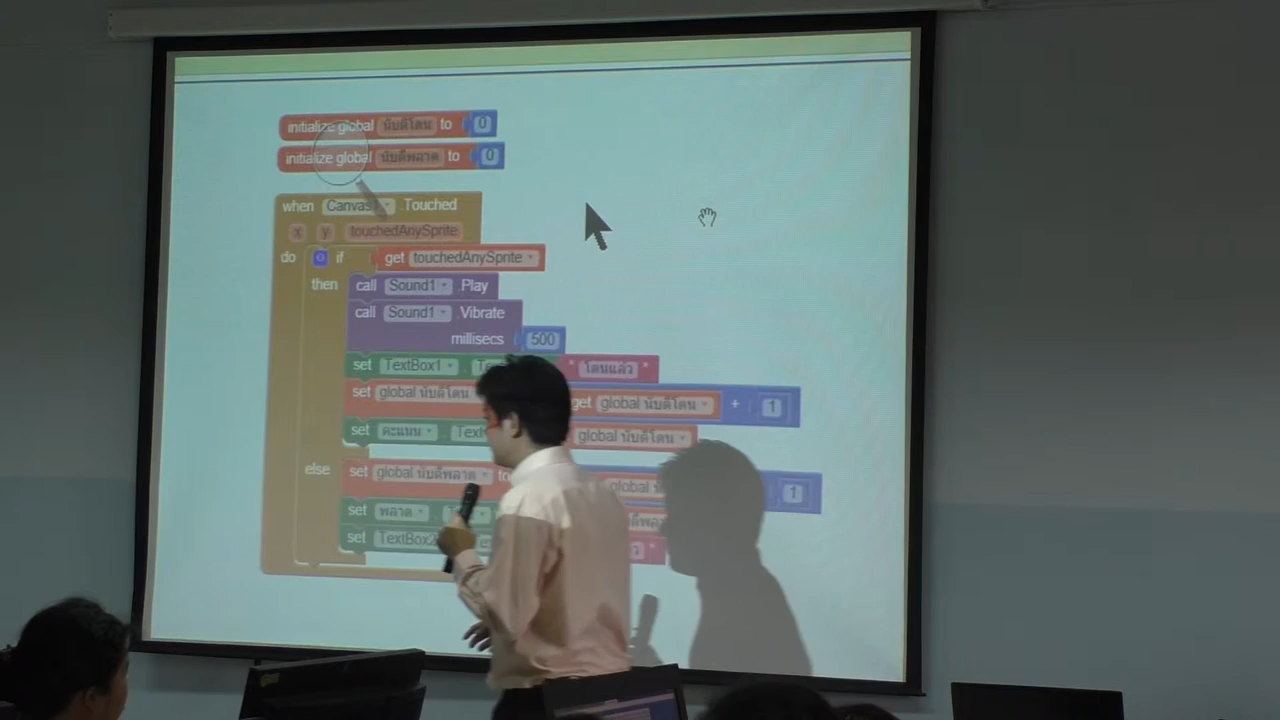 initialize global นับตีโดน to 0
initialize global นับตีพลาด to 0
when Canvas1 .Touched
x y touchedAnySprite
do if get touchedAnySprite
then call Sound1 .Play
call Sound1 .Vibrate
millisecs 500
set TextBox1 . " โดนแล้ว "
set global นับตีโดน get global นับตีโดน + 1
set คะแนน . Text global นับตีโดน
else set global นับตีพลาด to global 1
set พลาด .
set